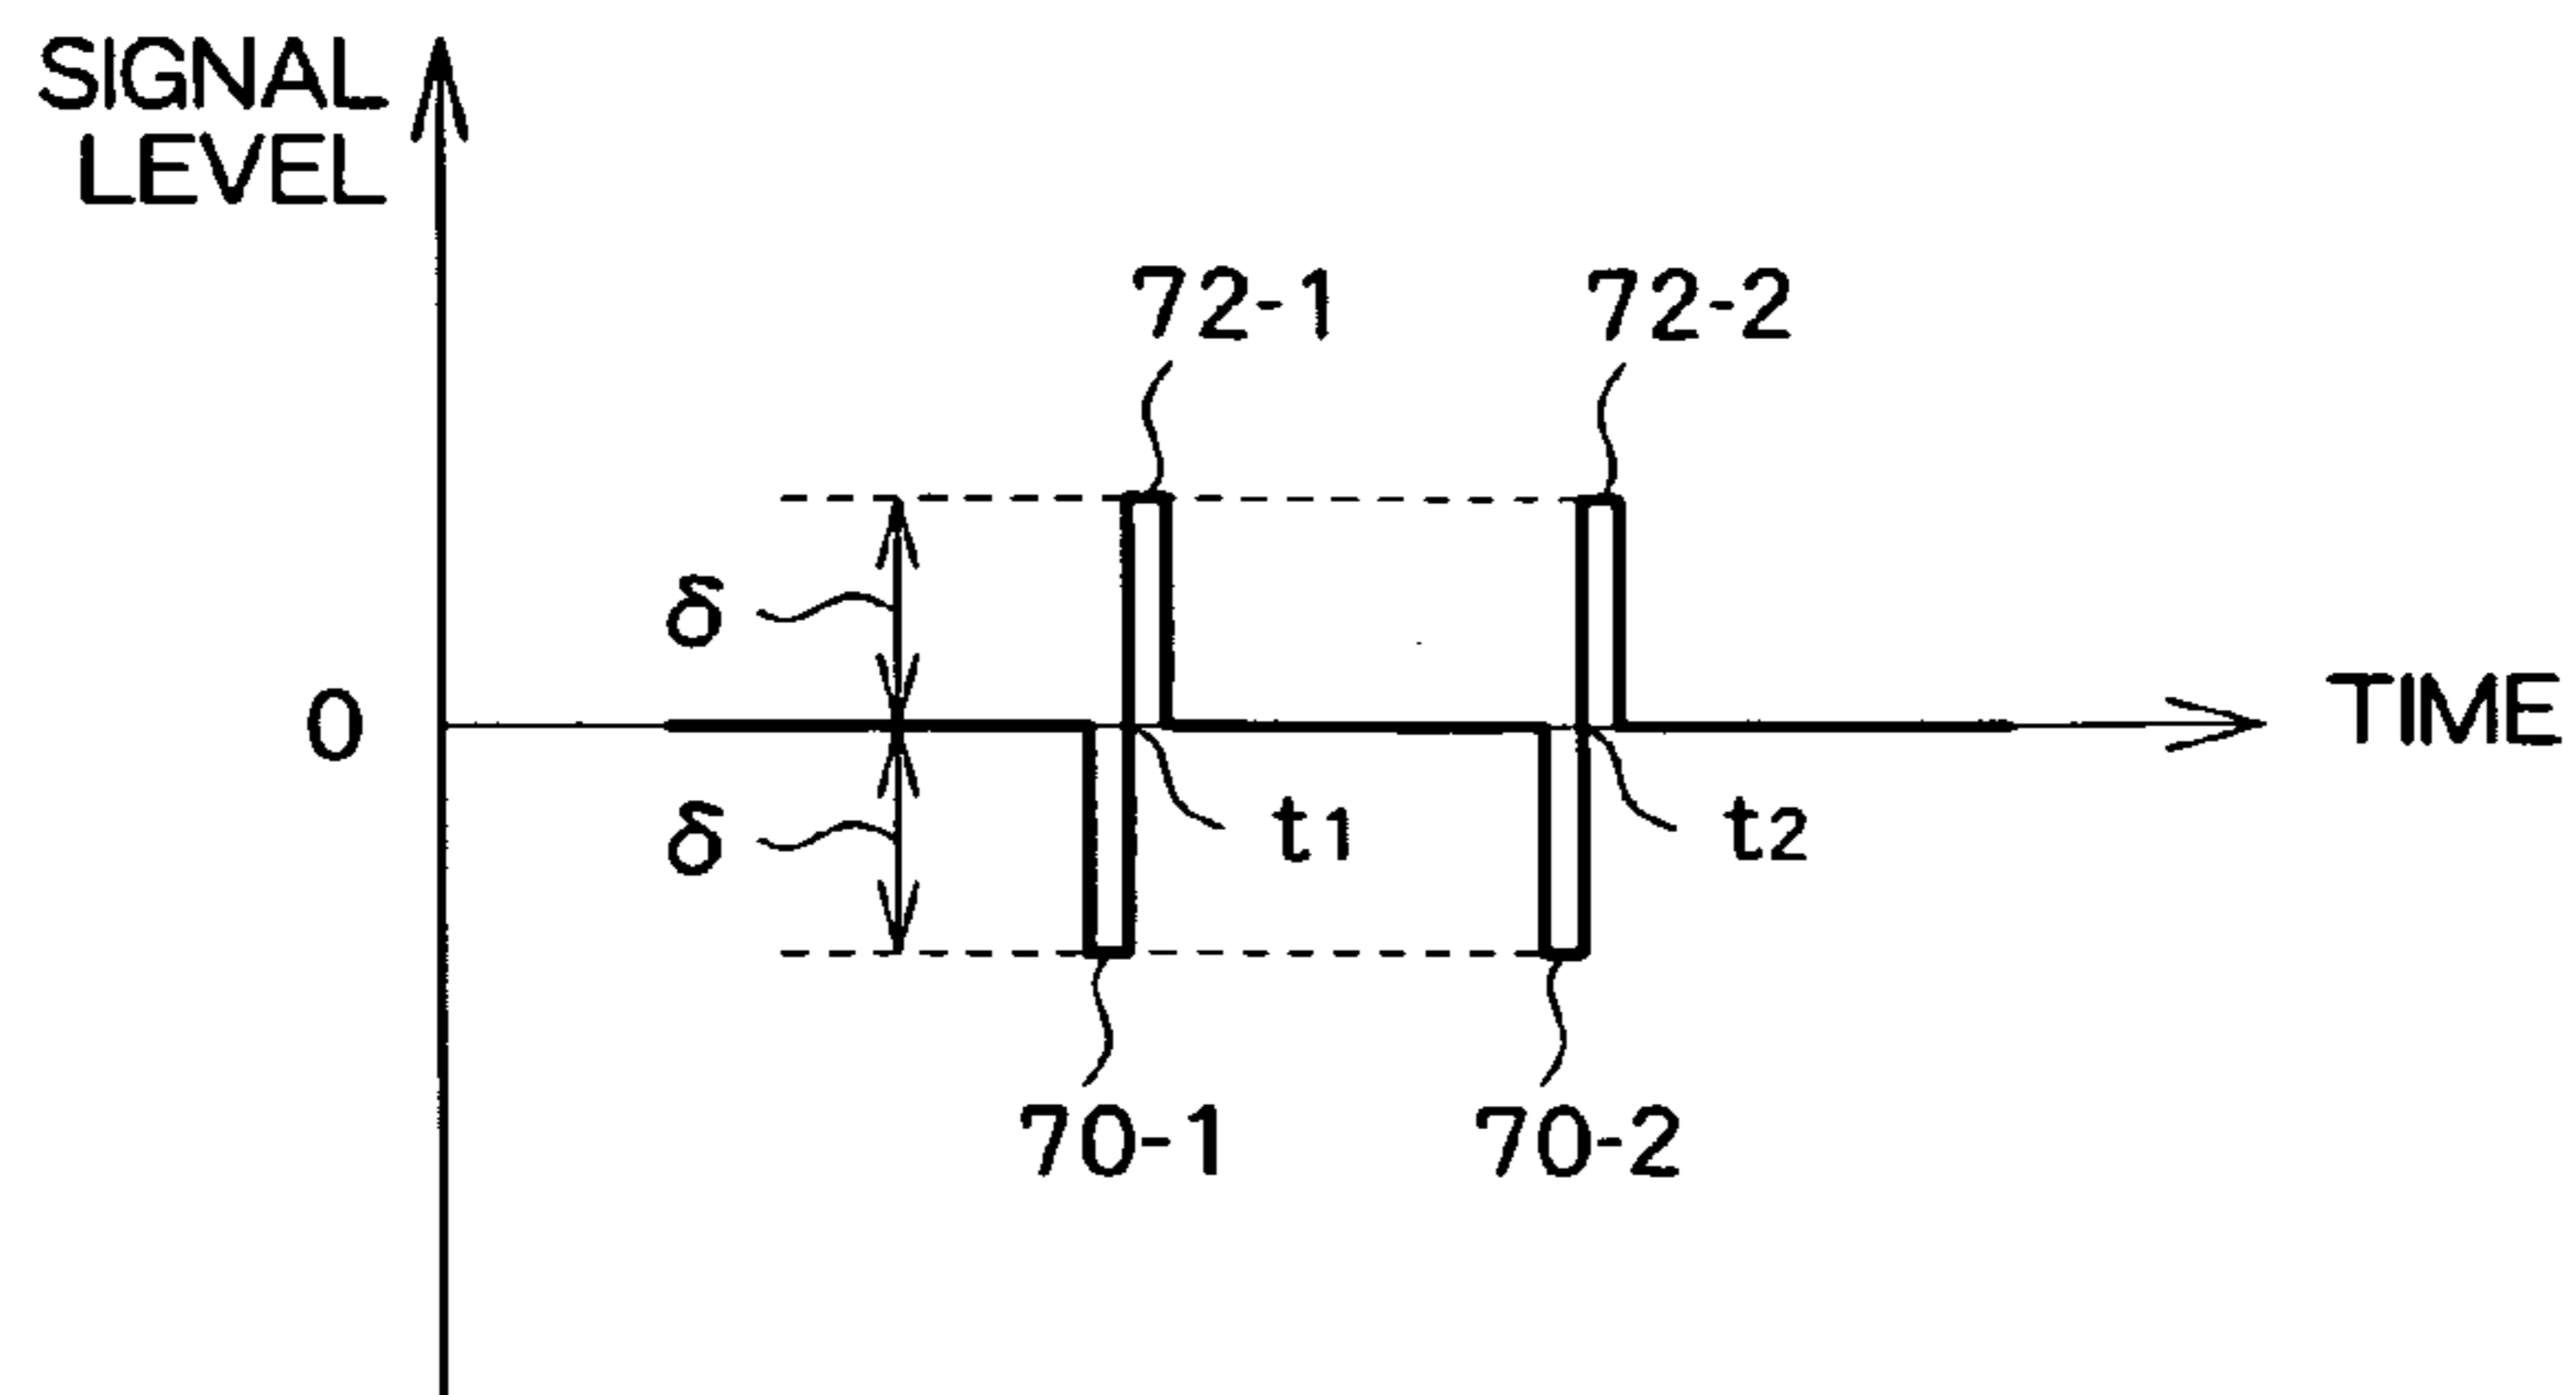 SIGNAL
LEVEL
72-1
72-2
δ
0
TIME
δ
t1
t2
70-1
70-2